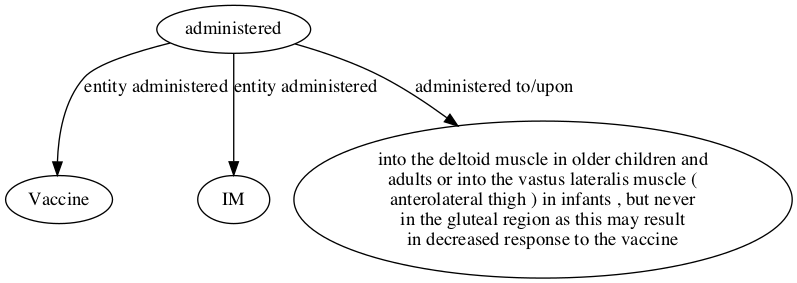 administered
entity administered
entity administered
administered to/upon
Vaccine
IM
into the deltoid muscle in older children and
adults or into the vastus lateralis muscle (
anterolateral thigh ) in infants , but never
in the gluteal region as this may result
in decreased response to the vaccine